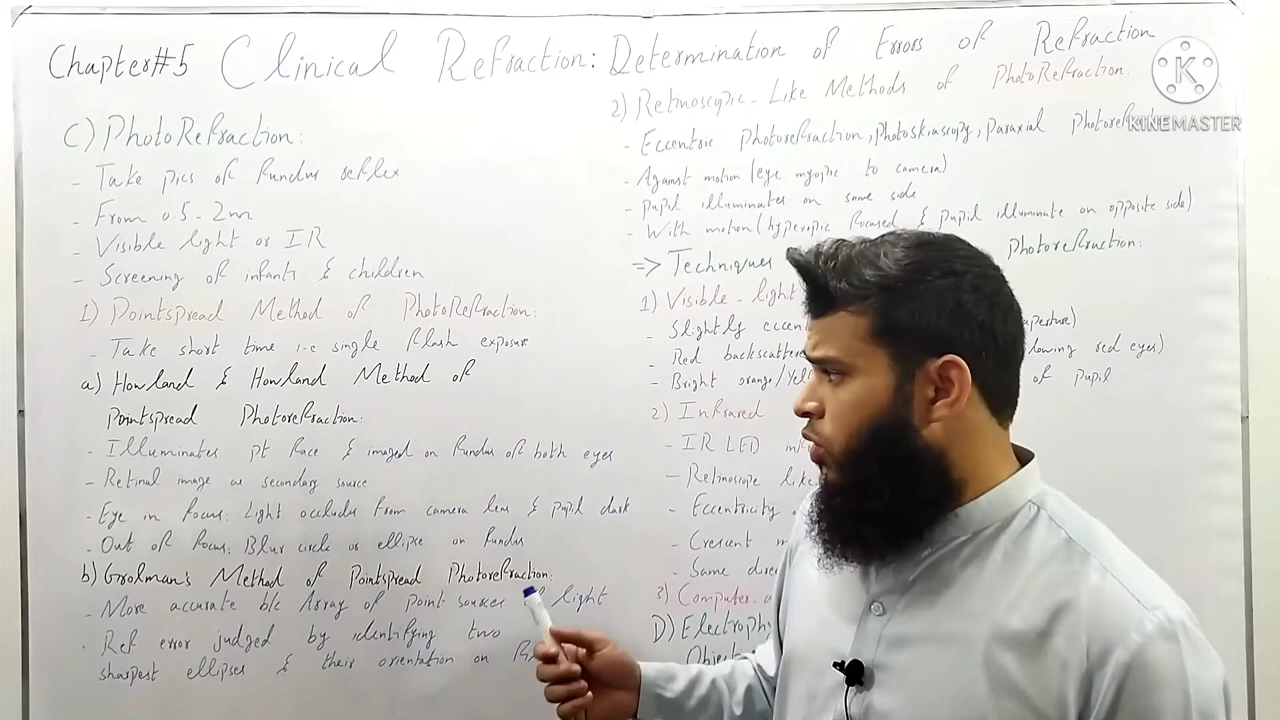 Chapter#5 Clinical Refraction: Determination of Errors of Refraction
C) PhotoRefraction:
- Take pics of fundus reflex
- From 0.5-2m
- Visible light or IR
- Screening of infants & children
1) Pointspread Method of PhotoRefraction:
- Take short time i.e single flash exposure
a) Howland & Howland Method of
Pointspread PhotoRefraction:
- Illuminates pt face & imaged on fundus of both eyes
- Retinal image as secondary source
- Eye in focus: Light occludes from camera lens & pupil dark
- Out of focus: Blur circle or ellipse on fundus
b) Grolman's Method of Pointspread Photorefraction:
- More accurate b/c Array of point sources of light
- Ref error judged by identifying two
sharpest ellipses & their orientation on
2) Retinoscopic-Like Methods of PhotoRefraction:
- Eccentric photorefraction, photoskiascopy, paraxial
- Against motion (eye myopic to camera)
- Pupil illuminates on same side
- With motion (hyperopic focused & pupil illuminate on opposite side)
=> Techniques Photorefraction:
1) Visible-light
- Slightly aperture)
- Red eyes)
- Bright orange/ of pupil
2) Infrared
- IR LED
- Retinoscope
- Eccentricity
- Crescent
- Same
3) Computer-
D)
KINEMASTER